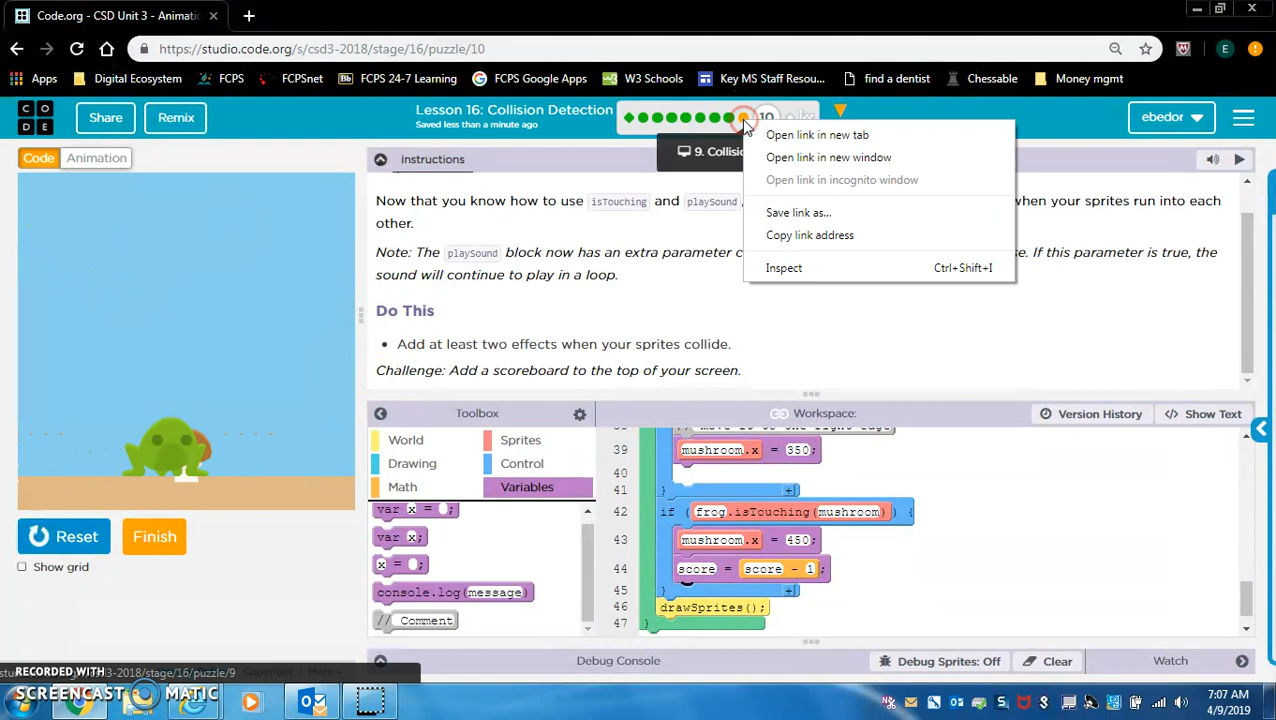 Code.org - CSD Unit 3 - Animatic
https://studio.code.org/s/csd3-2018/stage/16/puzzle/10
E
Apps Digital Ecosystem FCPS FCPSnet Bb FCPS 24-7 Learning FCPS Google Apps W3 Schools Key MS Staff Resou... find a dentist Chessable Money mgmt
C O
D E
Share
Remix
Lesson 16: Collision Detection
Saved less than a minute ago
10
ebedor
Code
Animation
Instructions
9. Collisio
Open link in new tab
Open link in new window
Open link in incognito window
Save link as...
Copy link address
Inspect Ctrl+Shift+I
Now that you know how to use isTouching and playSound when your sprites run into each
other.
Note: The playSound block now has an extra parameter c se. If this parameter is true, the
sound will continue to play in a loop.
Do This
Add at least two effects when your sprites collide.
Challenge: Add a scoreboard to the top of your screen.
Toolbox
Workspace:
Version History
</> Show Text
World
Sprites
Drawing
Control
Math
Variables
var x = ;
var x;
x = ;
console.log(message)
// Comment
39 mushroom.x = 350;
40
41 }
42 if (frog.isTouching(mushroom)) {
43 mushroom.x = 450;
44 score = score - 1;
45 }
46 drawSprites();
47 }
Reset
Finish
Show grid
Debug Console
Debug Sprites: Off
Clear
Watch
RECORDED WITH
SCREENCAST MATIC
7:07 AM
4/9/2019